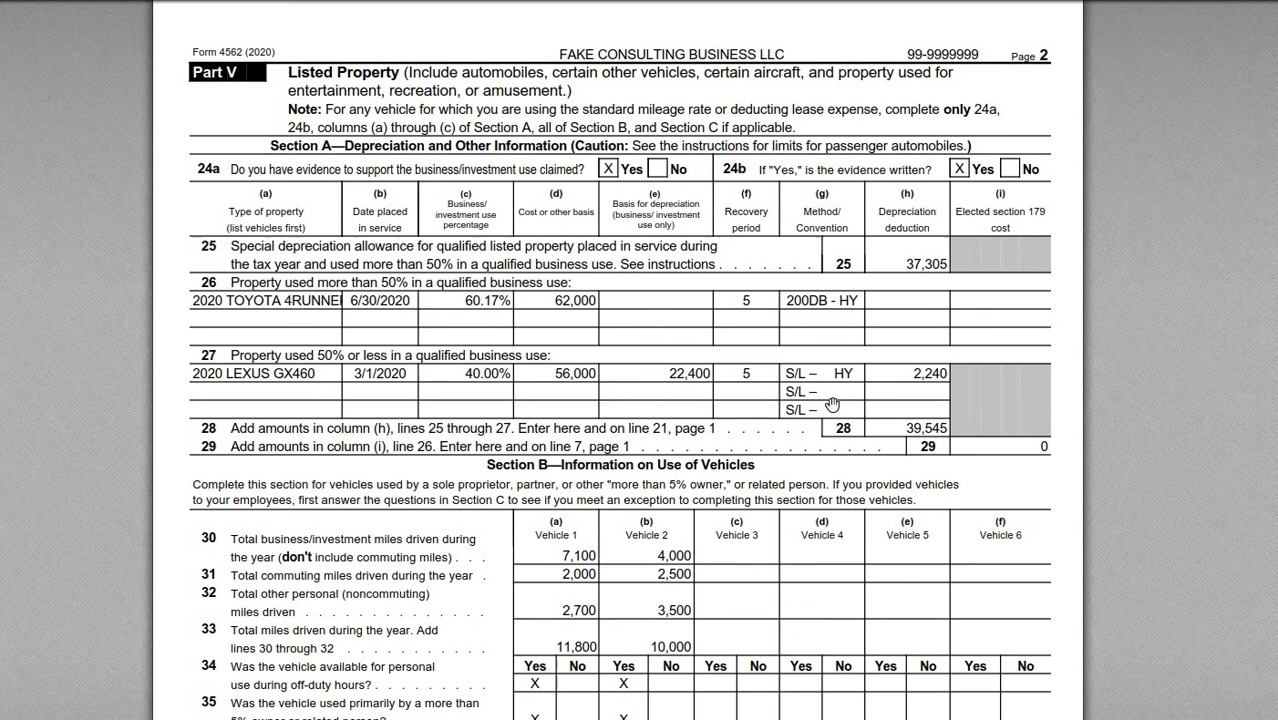 Form 4562 (2020) FAKE CONSULTING BUSINESS LLC 99-9999999 Page 2
Part V Listed Property (Include automobiles, certain other vehicles, certain aircraft, and property used for
entertainment, recreation, or amusement.)
Note: For any vehicle for which you are using the standard mileage rate or deducting lease expense, complete only 24a,
24b, columns (a) through (c) of Section A, all of Section B, and Section C if applicable.
Section A—Depreciation and Other Information (Caution: See the instructions for limits for passenger automobiles.)
24a Do you have evidence to support the business/investment use claimed? X Yes No 24b If "Yes," is the evidence written? X Yes No
(a) (b) (c) (d) (e) (f) (g) (h) (i)
Type of property Date placed Business/ investment use percentage Cost or other basis Basis for depreciation (business/ investment use only) Recovery Method/ Depreciation Elected section 179
(list vehicles first) in service period Convention deduction cost
25 Special depreciation allowance for qualified listed property placed in service during
the tax year and used more than 50% in a qualified business use. See instructions . . . . . . . 25 37,305
26 Property used more than 50% in a qualified business use:
2020 TOYOTA 4RUNNE 6/30/2020 60.17% 62,000 5 200DB - HY
27 Property used 50% or less in a qualified business use:
2020 LEXUS GX460 3/1/2020 40.00% 56,000 22,400 5 S/L – HY 2,240
S/L –
S/L –
28 Add amounts in column (h), lines 25 through 27. Enter here and on line 21, page 1 . . . . . . 28 39,545
29 Add amounts in column (i), line 26. Enter here and on line 7, page 1 . . . . . . . . . . . . . . . . 29 0
Section B—Information on Use of Vehicles
Complete this section for vehicles used by a sole proprietor, partner, or other "more than 5% owner," or related person. If you provided vehicles
to your employees, first answer the questions in Section C to see if you meet an exception to completing this section for those vehicles.
(a) (b) (c) (d) (e) (f)
30 Total business/investment miles driven during Vehicle 1 Vehicle 2 Vehicle 3 Vehicle 4 Vehicle 5 Vehicle 6
the year (don't include commuting miles) . . . 7,100 4,000
31 Total commuting miles driven during the year . 2,000 2,500
32 Total other personal (noncommuting)
miles driven . . . . . . . . . . . . . 2,700 3,500
33 Total miles driven during the year. Add
lines 30 through 32 . . . . . . . . . . . 11,800 10,000
34 Was the vehicle available for personal Yes No Yes No Yes No Yes No Yes No Yes No
use during off-duty hours? . . . . . . . . . X X
35 Was the vehicle used primarily by a more than
5% owner or related person? X X